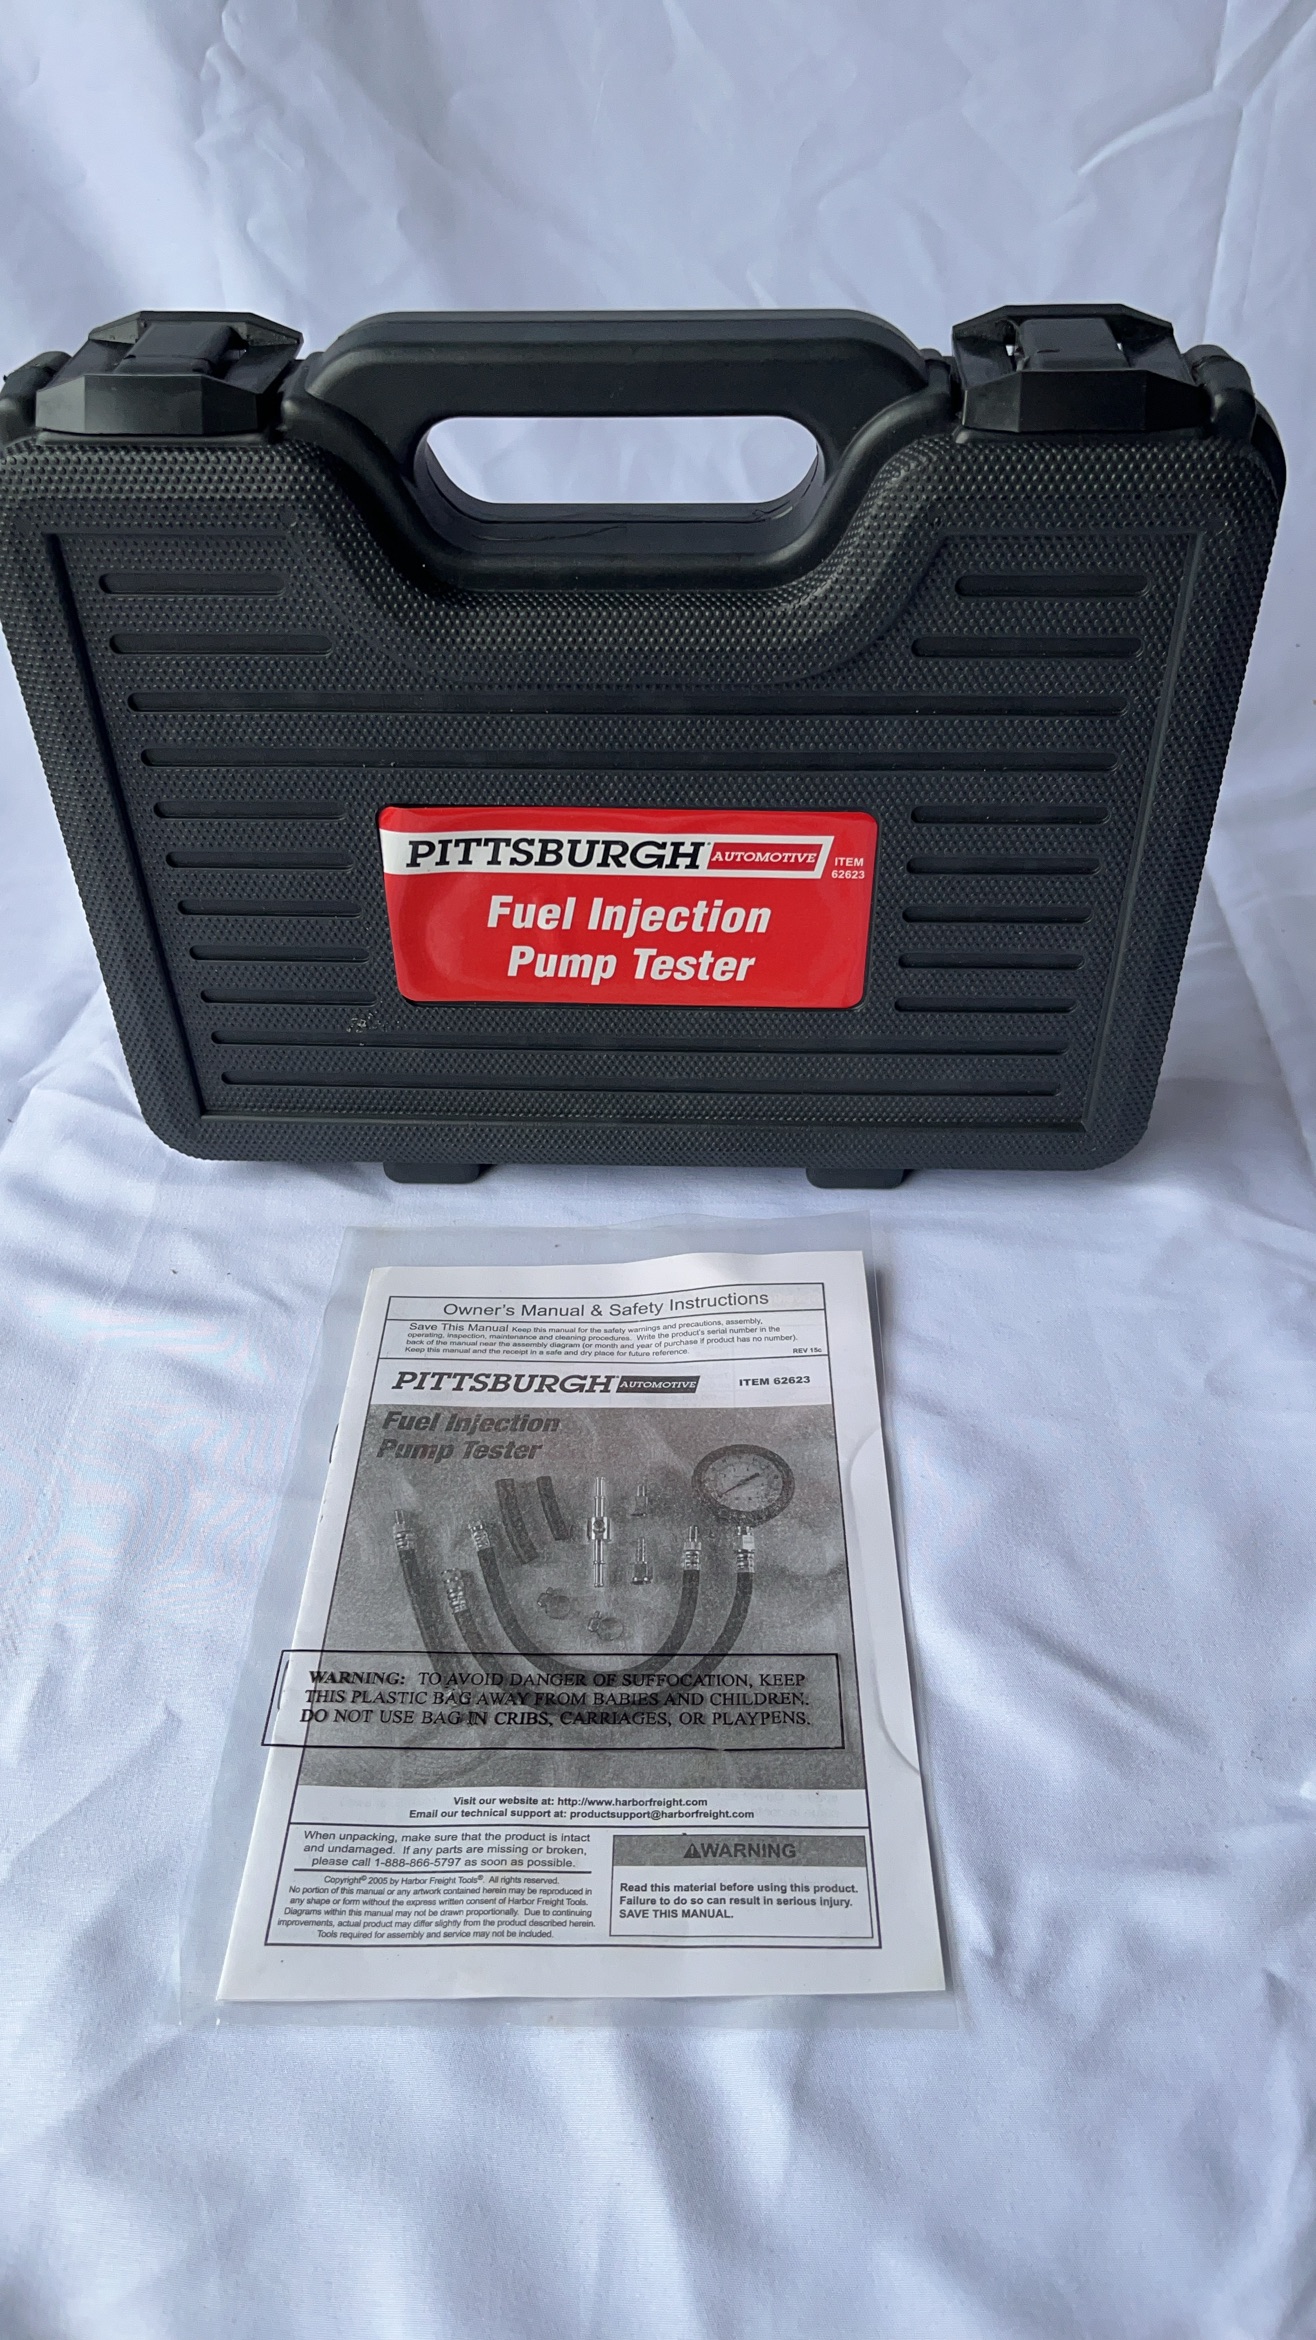 PITTSBURGH AUTOMOTIVE ITEM
62623
Fuel Injection
Pump Tester
Owner's Manual & Safety Instructions
Save This Manual Keep this manual for the safety warnings and precautions, assembly,
operating, inspection, maintenance and cleaning procedures. Write the product's serial number in the
back of the manual near the assembly diagram (or month and year of purchase if product has no number).
Keep this manual and the receipt in a safe and dry place for future reference. REV 15c
PITTSBURGH AUTOMOTIVE ITEM 62623
Fuel Injection
Pump Tester
WARNING: TO AVOID DANGER OF SUFFOCATION, KEEP
THIS PLASTIC BAG AWAY FROM BABIES AND CHILDREN.
DO NOT USE BAG IN CRIBS, CARRIAGES, OR PLAYPENS.
Visit our website at: http://www.harborfreight.com
Email our technical support at: productsupport@harborfreight.com
When unpacking, make sure that the product is intact
and undamaged. If any parts are missing or broken,
please call 1-888-866-5797 as soon as possible.
Copyright© 2005 by Harbor Freight Tools®. All rights reserved.
No portion of this manual or any artwork contained herein may be reproduced in
any shape or form without the express written consent of Harbor Freight Tools.
Diagrams within this manual may not be drawn proportionally. Due to continuing
improvements, actual product may differ slightly from the product described herein.
Tools required for assembly and service may not be included.
⚠WARNING
Read this material before using this product.
Failure to do so can result in serious injury.
SAVE THIS MANUAL.